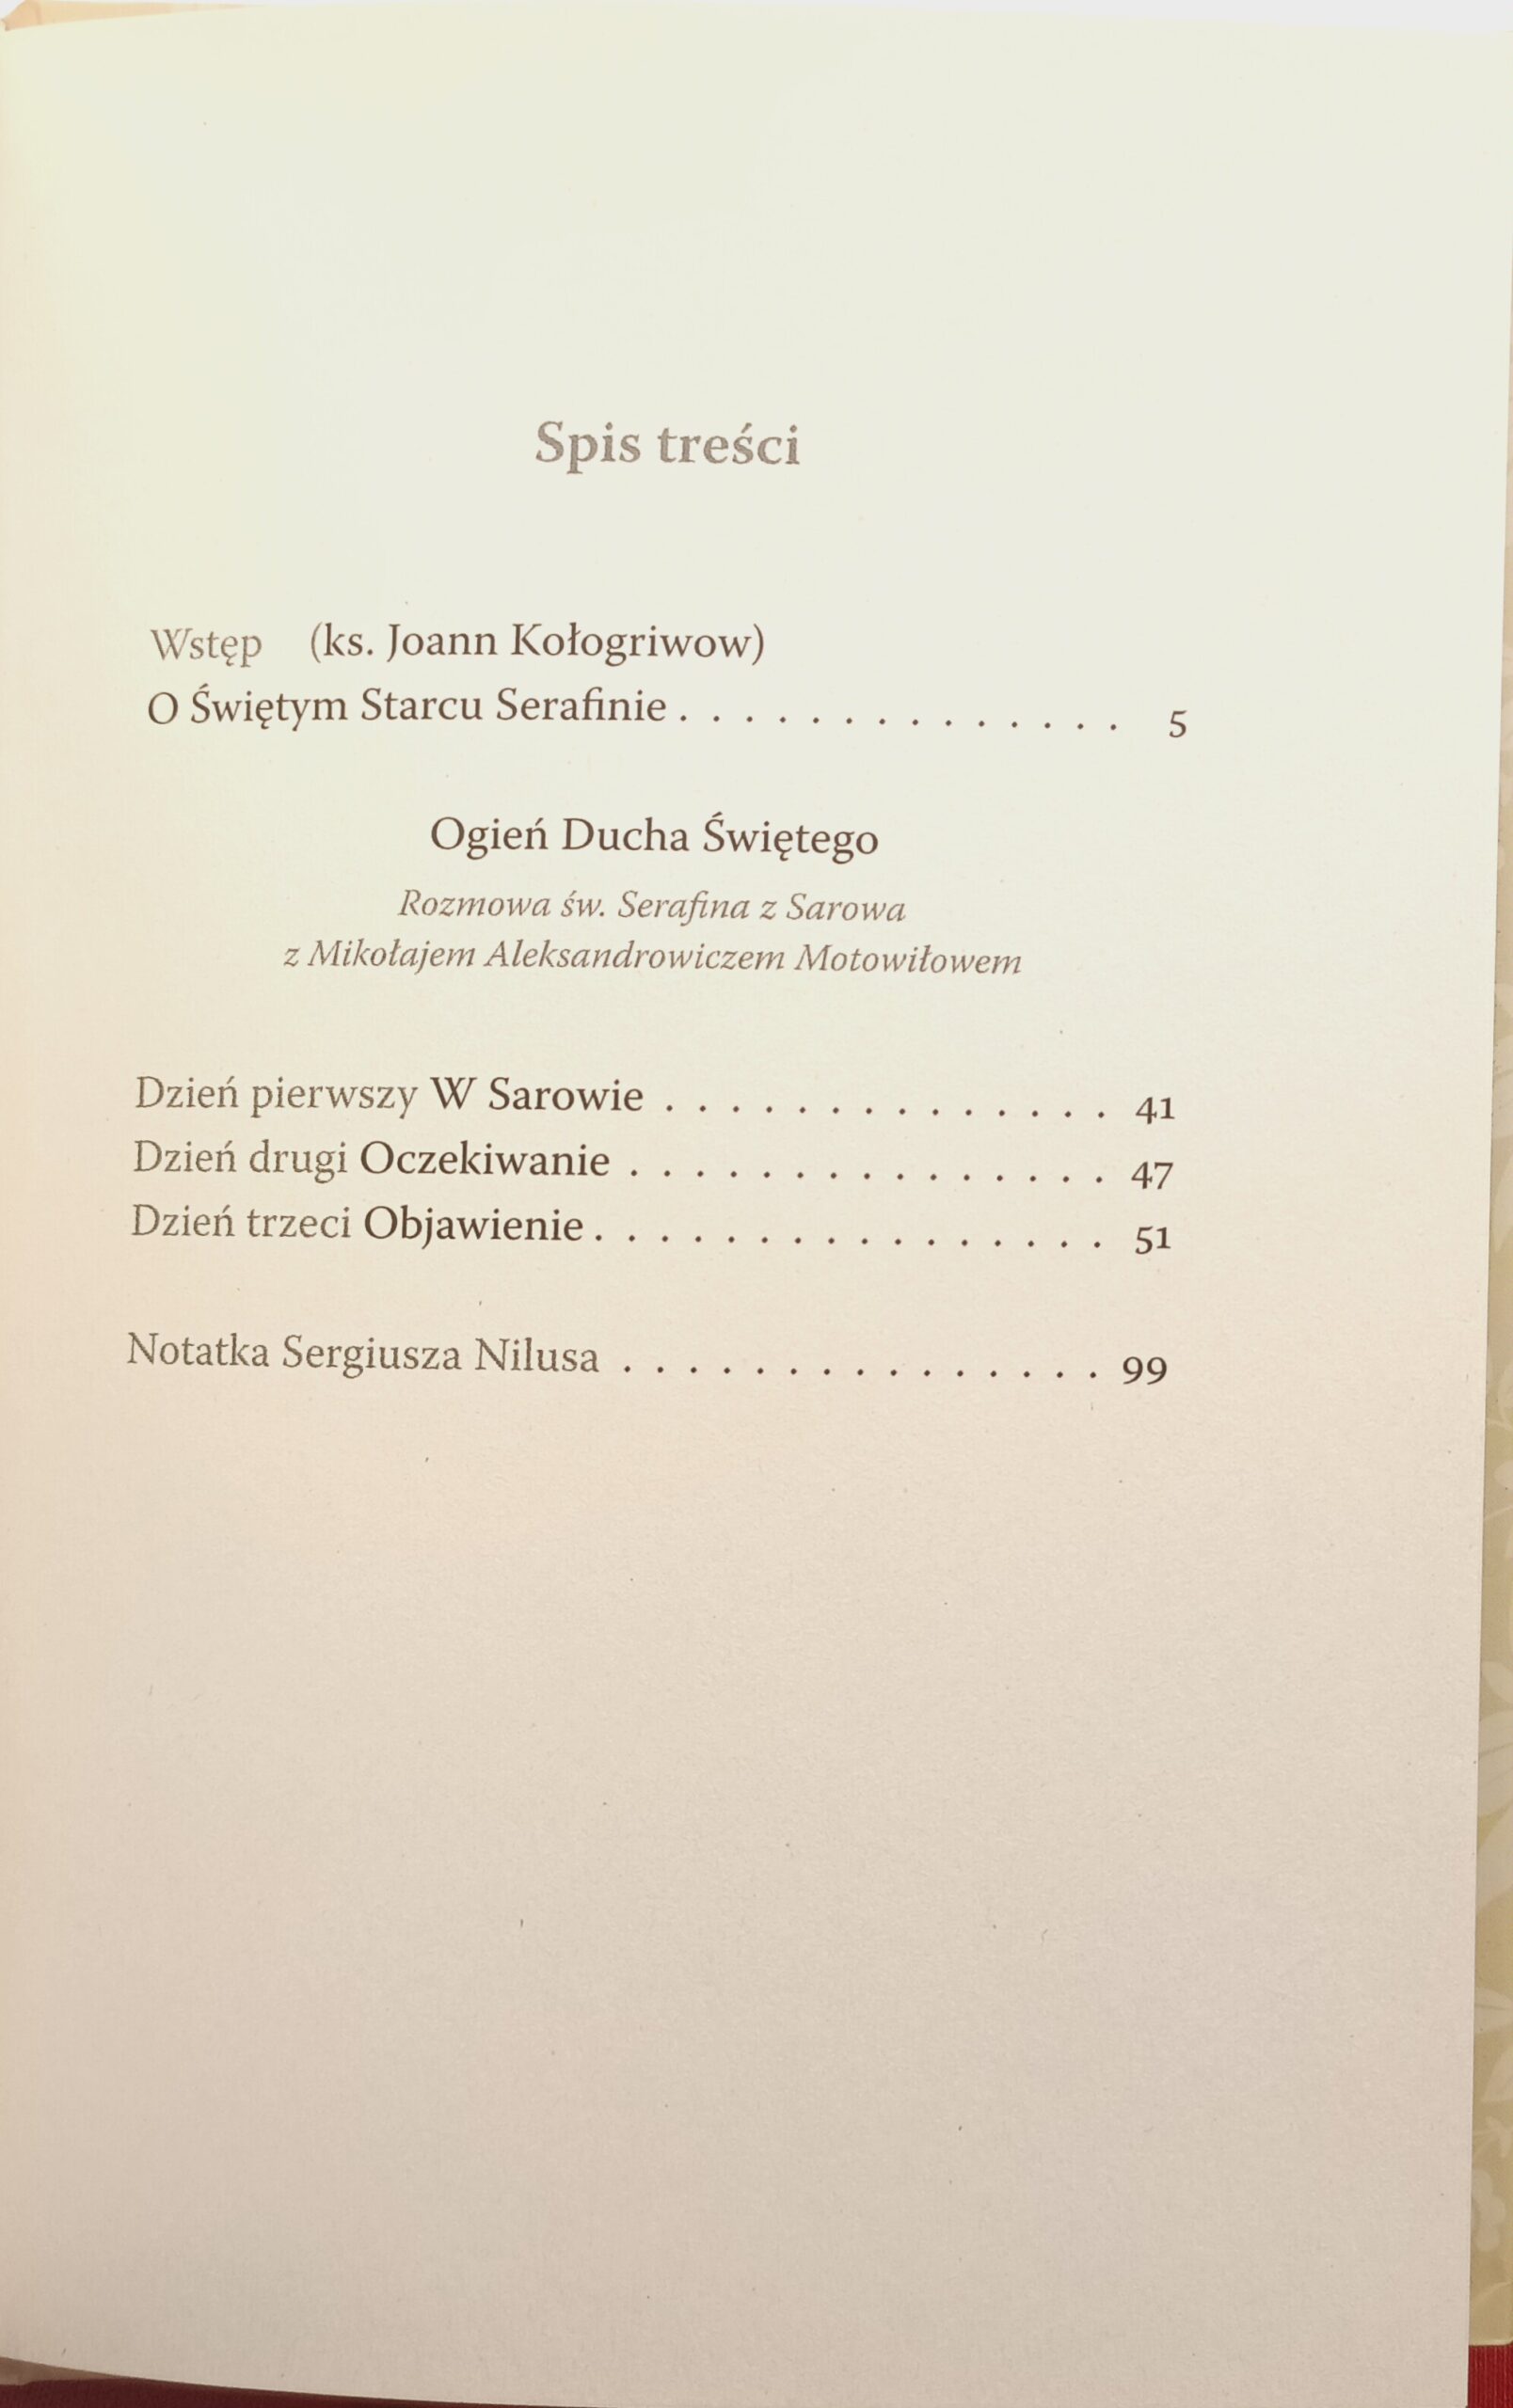 Spis treści
Wstęp (ks. Joann Kołogriwow)
O Świętym Starcu Serafinie . . . . . . . . . . . . . . 5
Ogień Ducha Świętego
Rozmowa św. Serafina z Sarowa
z Mikołajem Aleksandrowiczem Motowiłowem
Dzień pierwszy W Sarowie . . . . . . . . . . . . . . 41
Dzień drugi Oczekiwanie . . . . . . . . . . . . . . . 47
Dzień trzeci Objawienie . . . . . . . . . . . . . . . . 51
Notatka Sergiusza Nilusa . . . . . . . . . . . . . . . 99